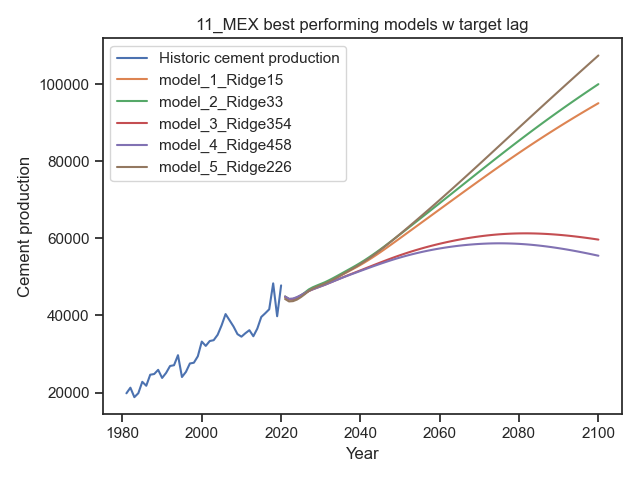 11_MEX best performing models w target lag
Historic cement production
model_1_Ridge15
model_2_Ridge33
model_3_Ridge354
model_4_Ridge458
model_5_Ridge226
Cement production
100000
80000
60000
40000
20000
1980 2000 2020 2040 2060 2080 2100
Year